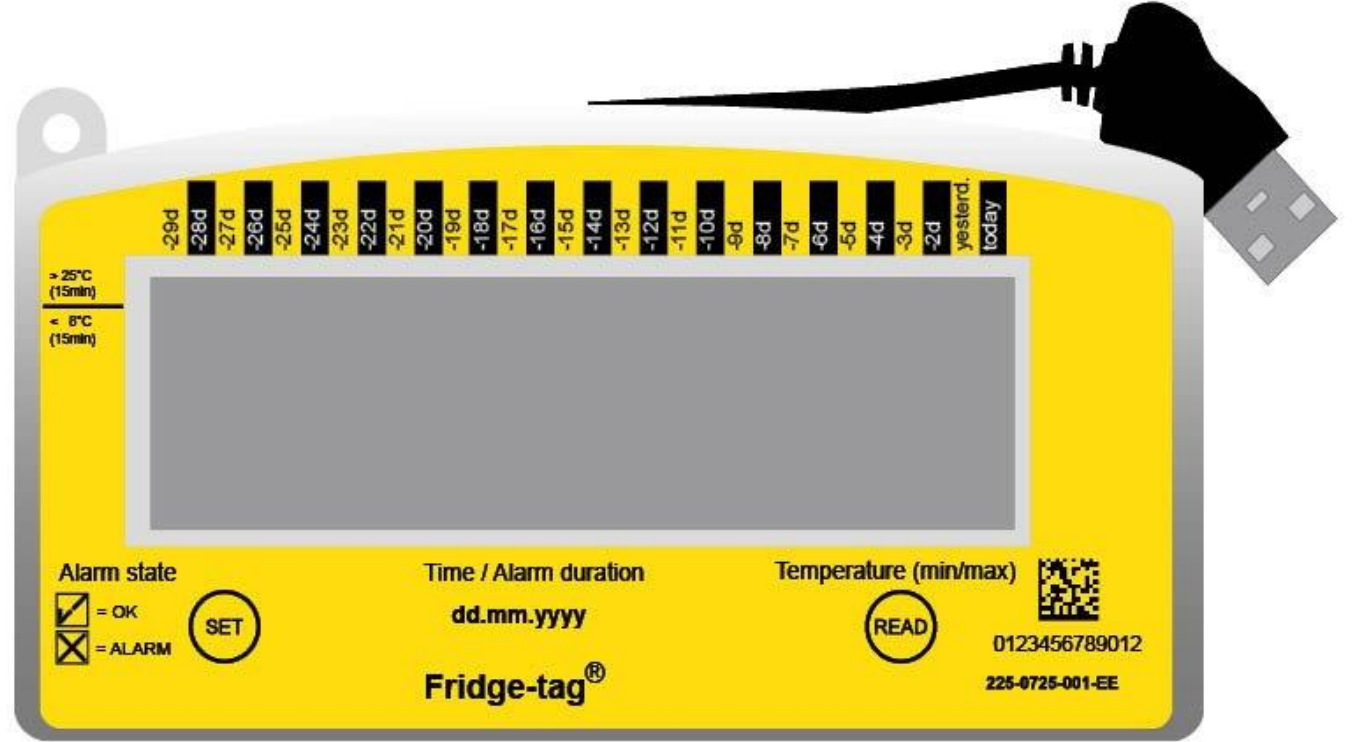 -29d -28d -27d -26d -25d -24d -23d -22d -21d -20d -19d -18d -17d -16d -15d -14d -13d -12d -11d -10d -9d -8d -7d -6d -5d -4d -3d -2d yesterd. today
> 25°C
(15min)
< 8°C
(15min)
Alarm state
= OK
= ALARM
SET
Time / Alarm duration
dd.mm.yyyy
Fridge-tag®
Temperature (min/max)
READ
0123456789012
225-0725-001-EE